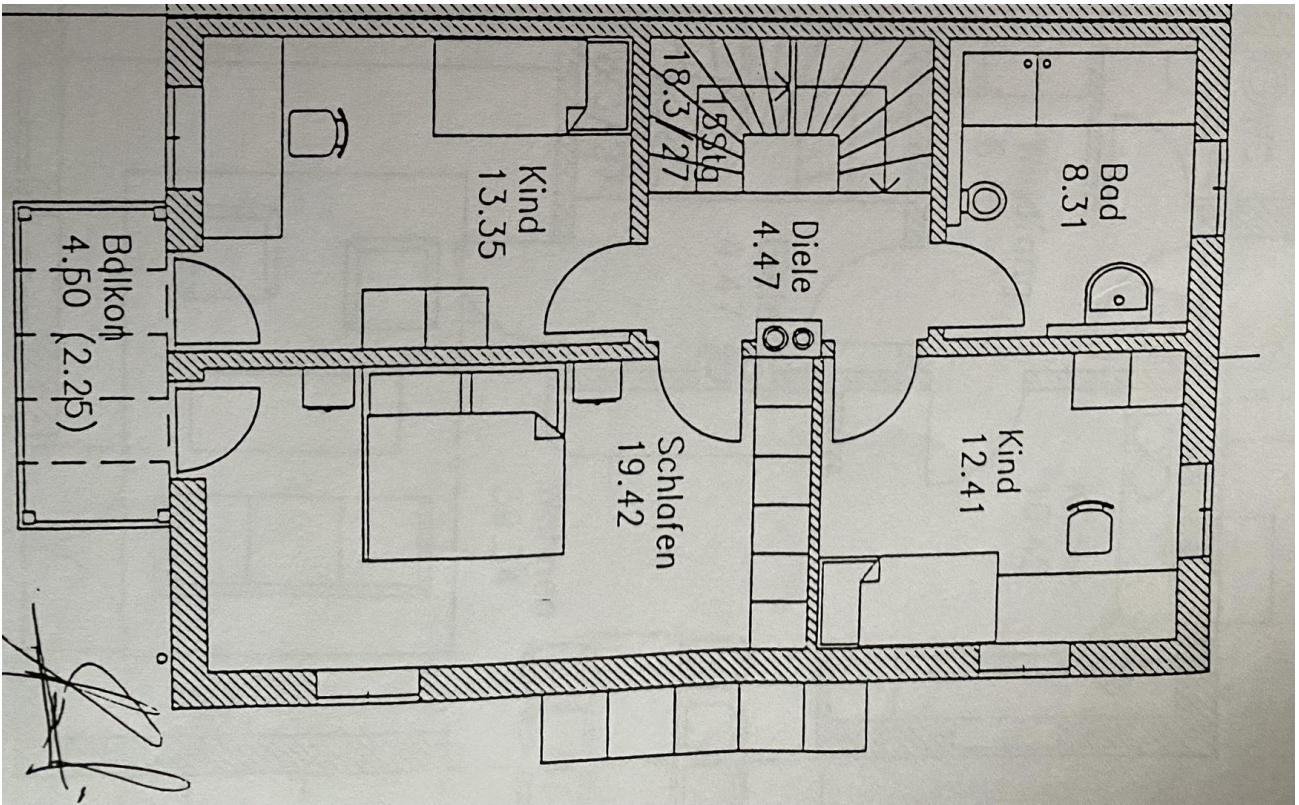 Kind
13.35
15Stg
18.3/27
Bad
8.31
Diele
4.47
Balkon
4.50 (2.25)
Schlafen
19.42
Kind
12.41